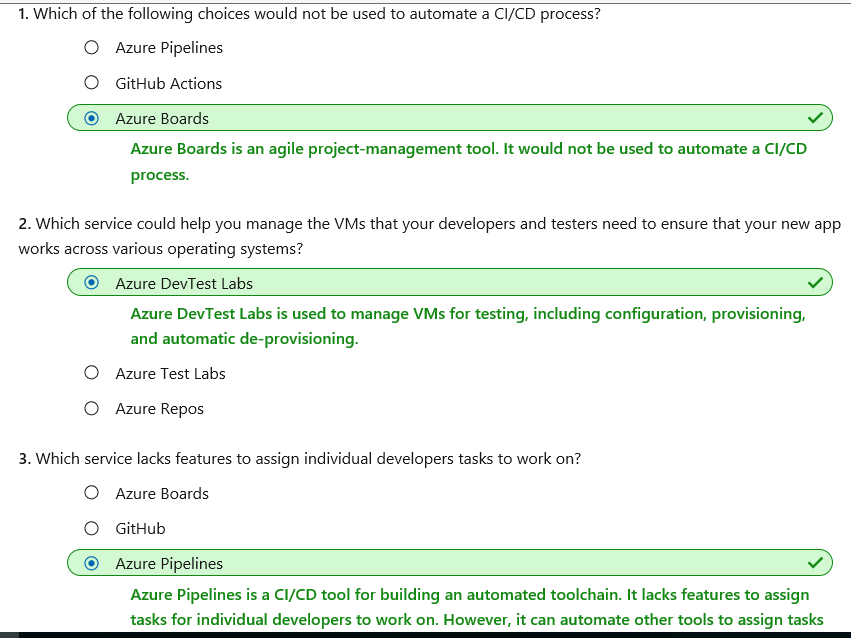 1. Which of the following choices would not be used to automate a CI/CD process?
Azure Pipelines
GitHub Actions
Azure Boards
Azure Boards is an agile project-management tool. It would not be used to automate a CI/CD
process.
2. Which service could help you manage the VMs that your developers and testers need to ensure that your new app
works across various operating systems?
Azure DevTest Labs
Azure DevTest Labs is used to manage VMs for testing, including configuration, provisioning,
and automatic de-provisioning.
Azure Test Labs
Azure Repos
3. Which service lacks features to assign individual developers tasks to work on?
Azure Boards
GitHub
Azure Pipelines
Azure Pipelines is a CI/CD tool for building an automated toolchain. It lacks features to assign
tasks for individual developers to work on. However, it can automate other tools to assign tasks